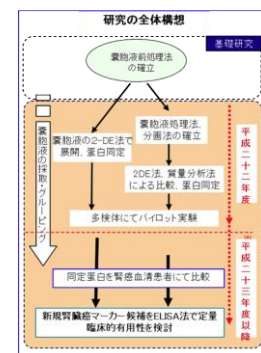 研究の全体構想
基礎研究
嚢胞液前処理法
の確立
嚢胞液の採取・グルーピング
嚢胞液の2-DE法で
展開、蛋白同定
嚢胞液処理法,
分画法の確立
2DE法、質量分析法
による比較、蛋白同定
多検体にてパイロット実験
平成二十二年度
同定蛋白を腎癌血清患者にて比較
新規腎臓癌マーカー候補をELISA法で定量
臨床的有用性を検討
平成二十三年度以降